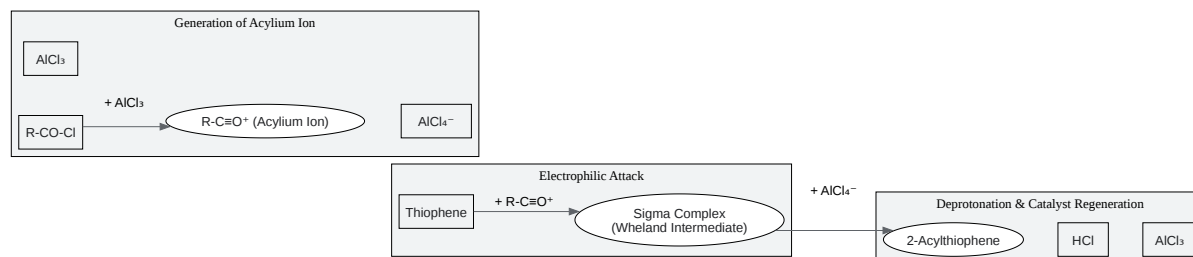 Generation of Acylium Ion
AlCl₃
+ AlCl₃
R-CO-Cl
R-C≡O⁺ (Acylium Ion)
AlCl₄⁻
Electrophilic Attack
Thiophene
+ R-C≡O⁺
Sigma Complex
(Wheland Intermediate)
+ AlCl₄⁻
Deprotonation & Catalyst Regeneration
2-Acylthiophene
HCl
AlCl₃